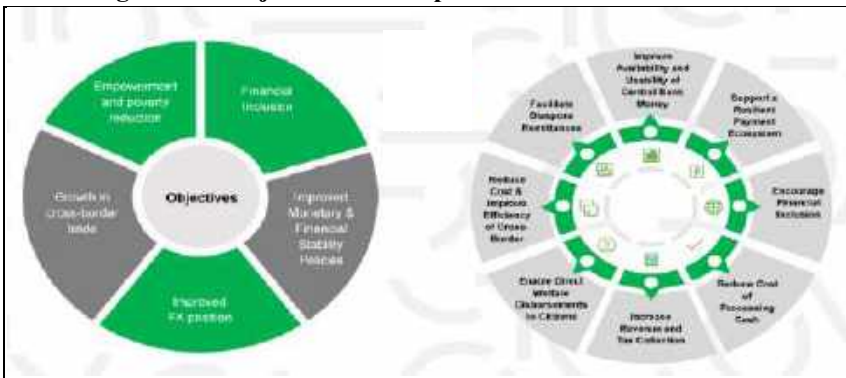 Empowerment
and poverty
reduction
Financial
Inclusion
Growth in
cross-border
trade
Objectives
Improved
Monetary &
Financial
Stability
Policies
Improved
FX position
Improve
Availability and
Usability of
Central Bank
Money
Facilitate
Diaspora
Remittances
Support a
Resilient
Payment
Ecosystem
Reduce
Cost &
Improve
Efficiency
of Cross-
Border
Encourage
Financial
Inclusion
Enable Direct
Welfare
Disbursements
to Citizens
Increase
Revenue and
Tax Collection
Reduce Cost
of
Processing
Cash